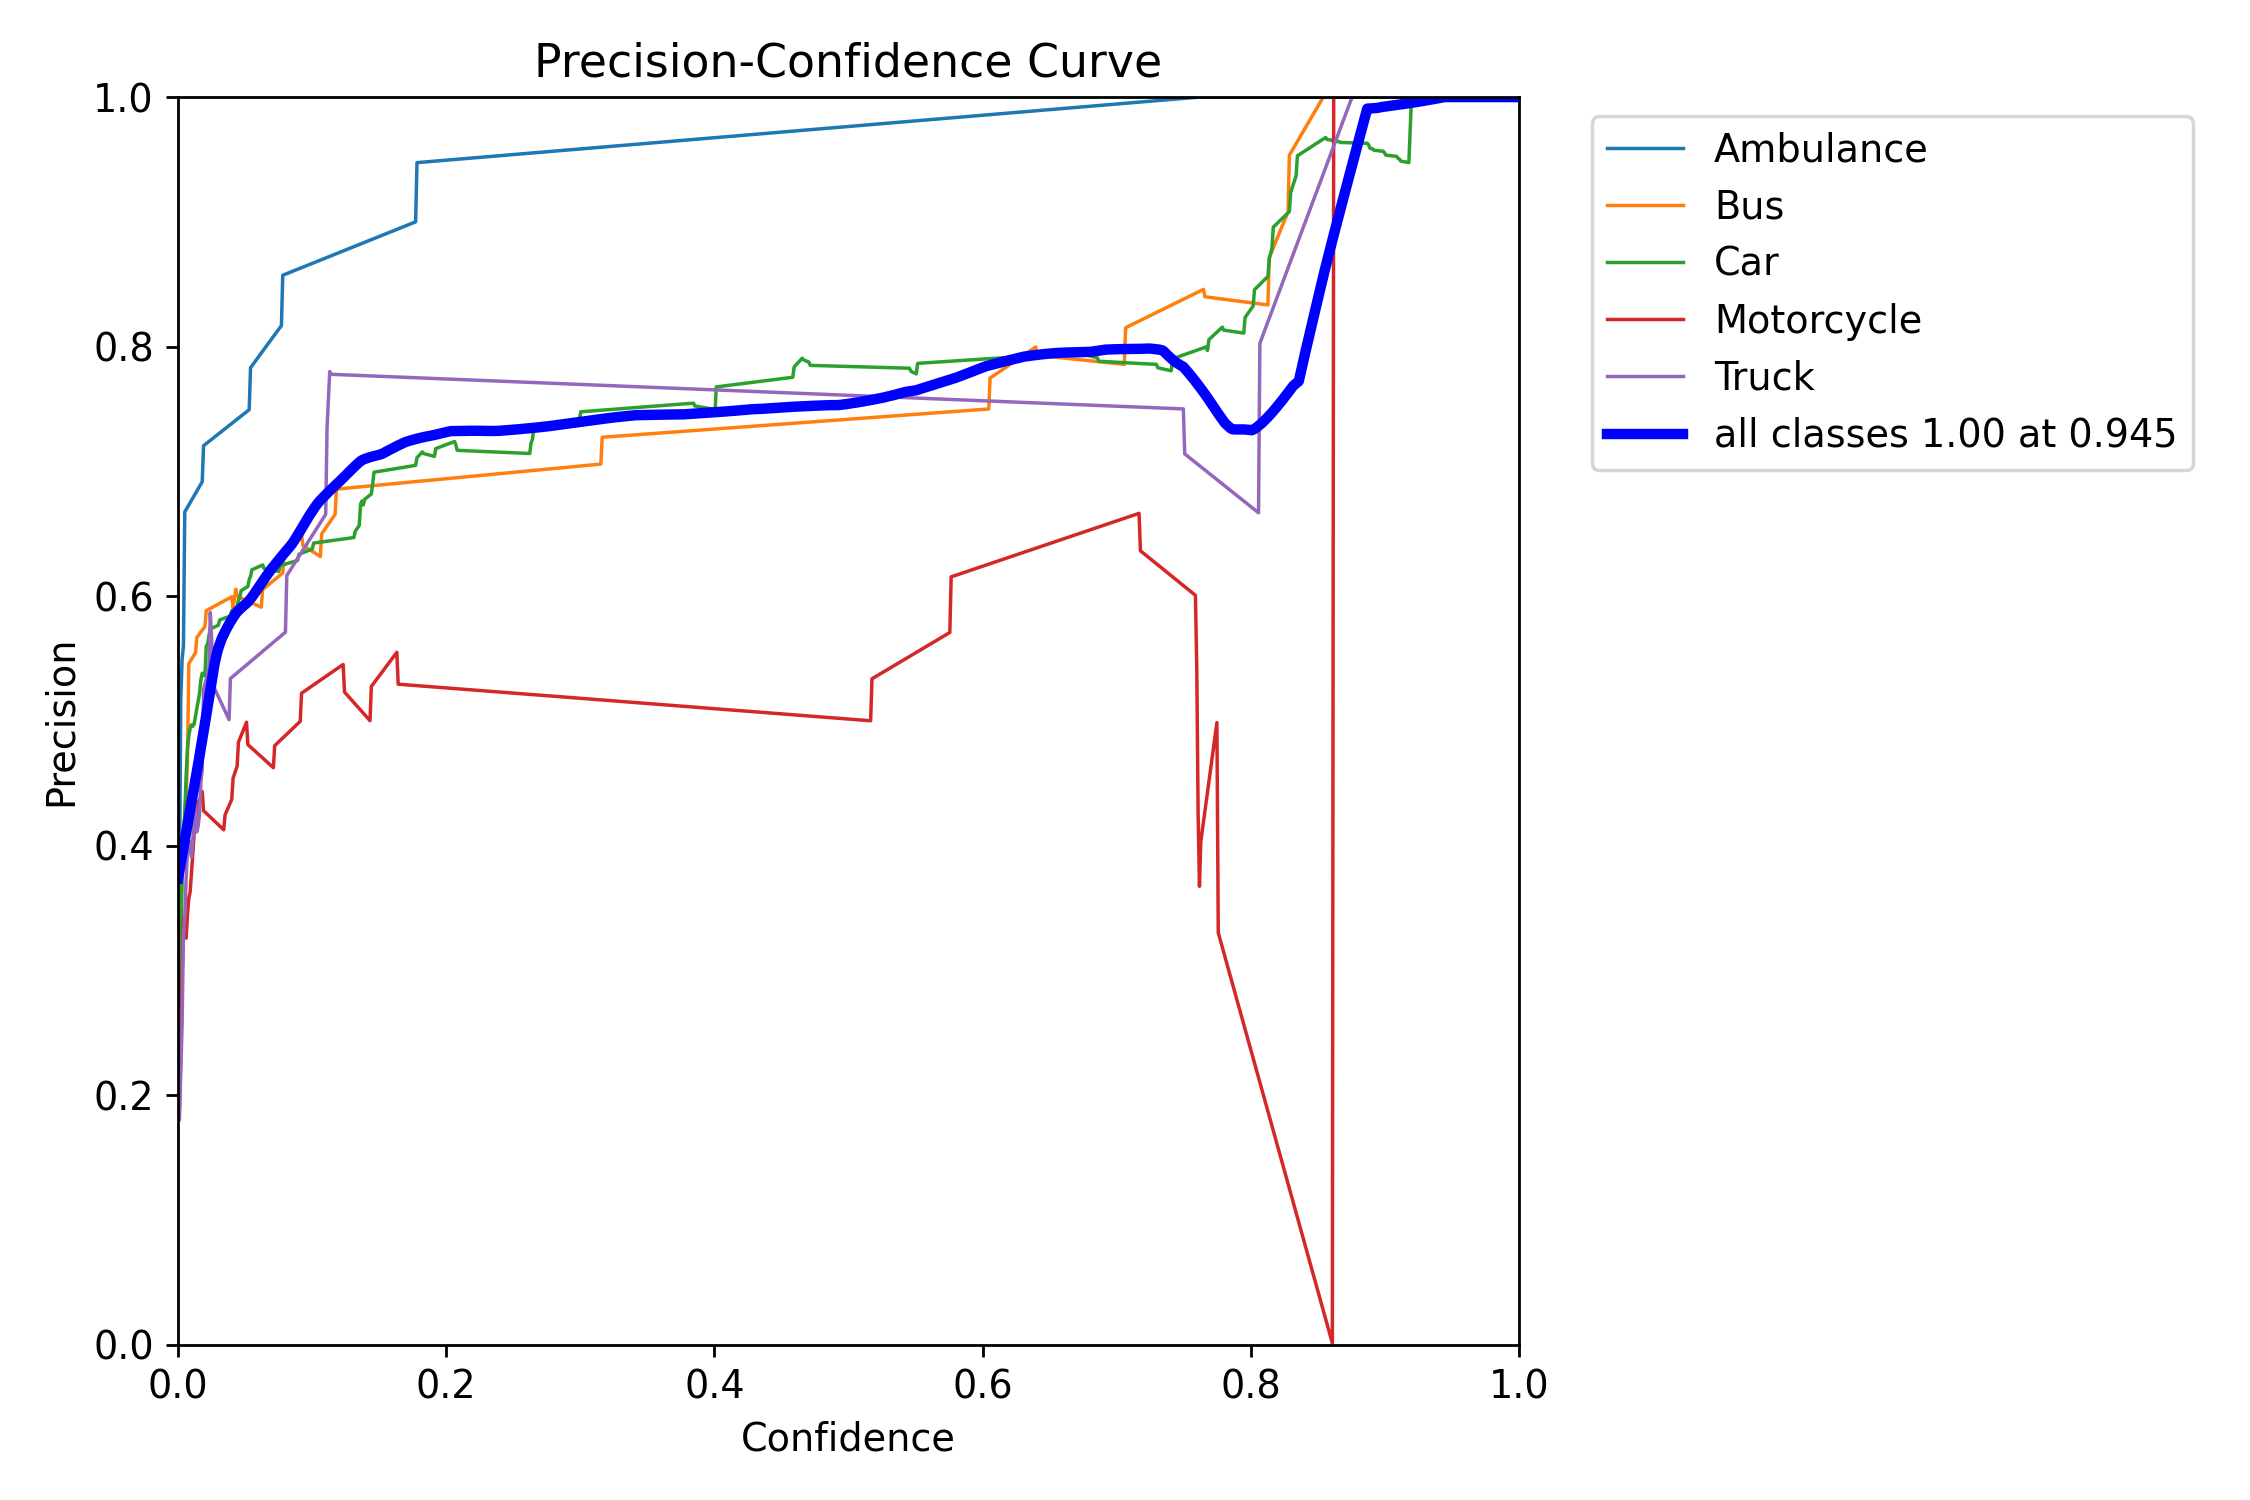 Precision-Confidence Curve
1.0
0.8
0.6
0.4
0.2
0.0
Precision
0.0 0.2 0.4 0.6 0.8 1.0
Confidence
Ambulance
Bus
Car
Motorcycle
Truck
all classes 1.00 at 0.945